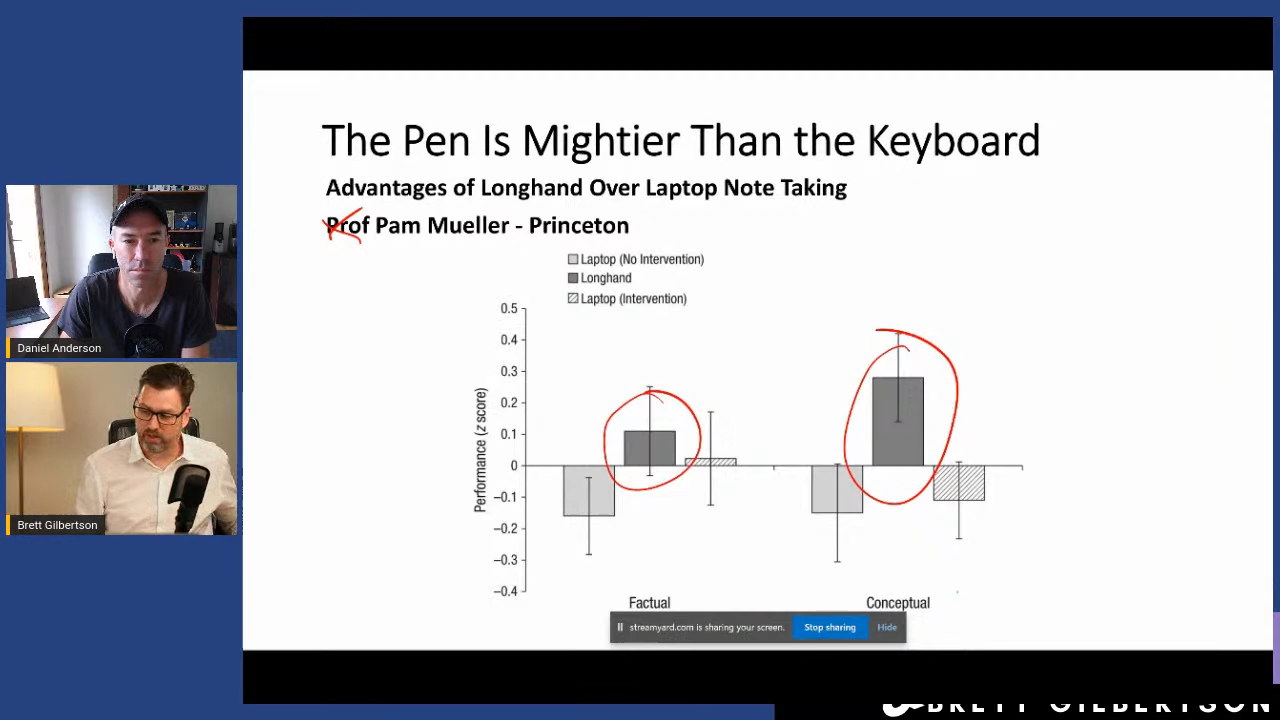 The Pen Is Mightier Than the Keyboard
Advantages of Longhand Over Laptop Note Taking
Prof Pam Mueller - Princeton
Laptop (No Intervention)
Longhand
Laptop (Intervention)
Performance (z score)
0.5
0.4
0.3
0.2
0.1
0
–0.1
–0.2
–0.3
–0.4
Factual
Conceptual
streamyard.com is sharing your screen.
Stop sharing
Hide
Daniel Anderson
Brett Gilbertson
BRETT GILBERTSON